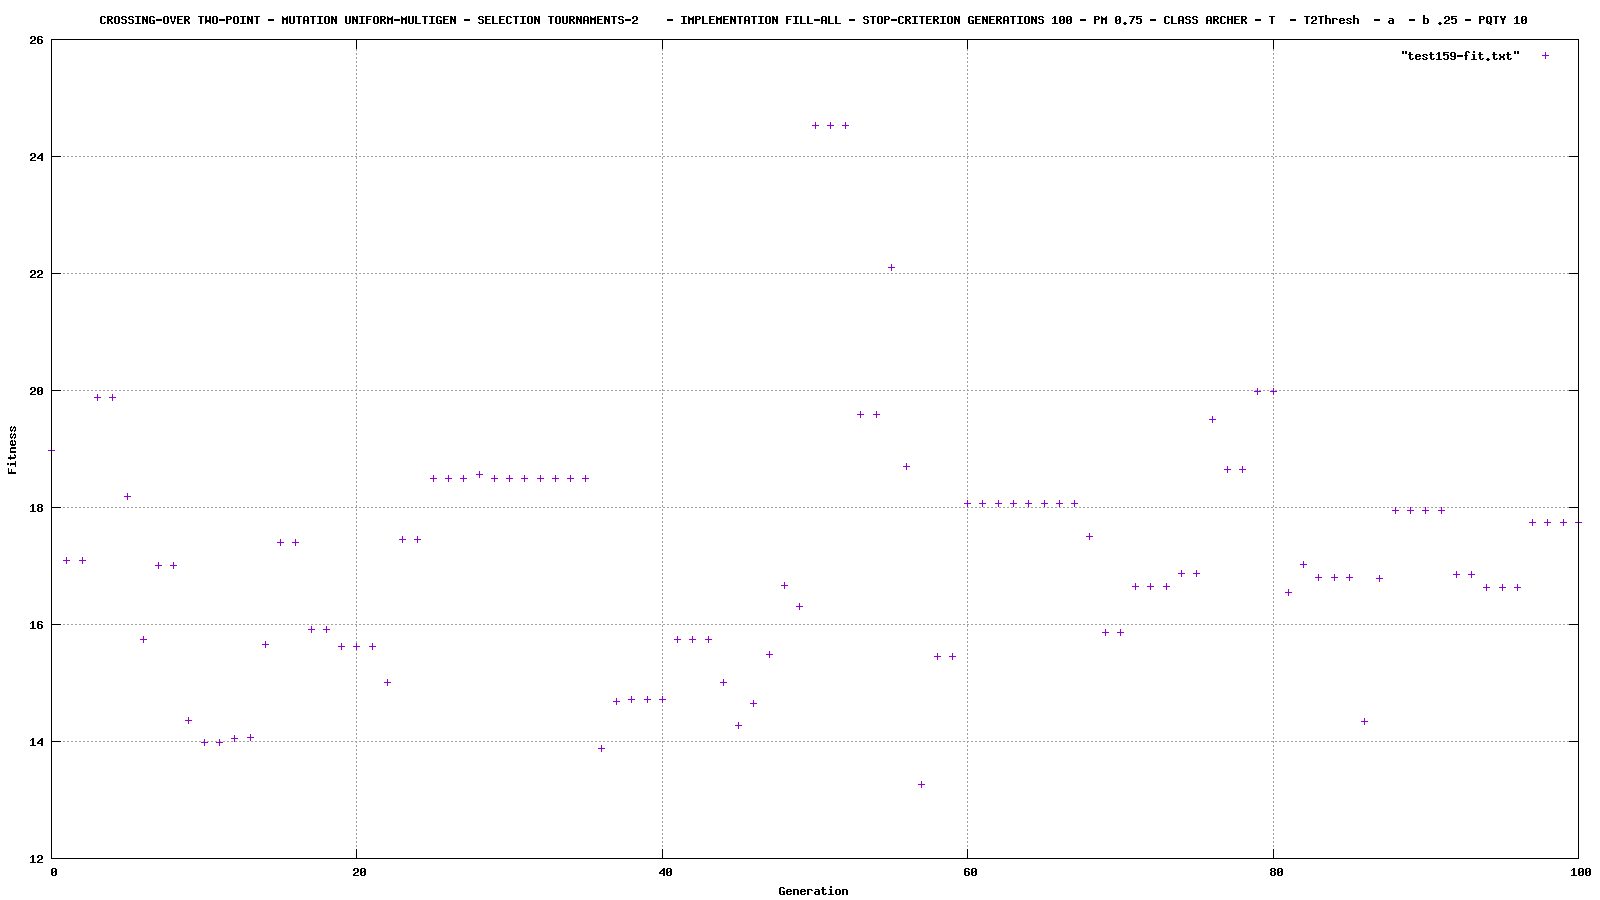 CROSSING-OVER TWO-POINT - MUTATION UNIFORM-MULTIGEN - SELECTION TOURNAMENTS-2 - IMPLEMENTATION FILL-ALL - STOP-CRITERION GENERATIONS 100 - PM 0.75 - CLASS ARCHER - T - T2Thresh - a - b .25 - PQTY 10
26
"test159-fit.txt"
24
22
20
Fitness
18
16
14
12
0 20 40 60 80 100
Generation